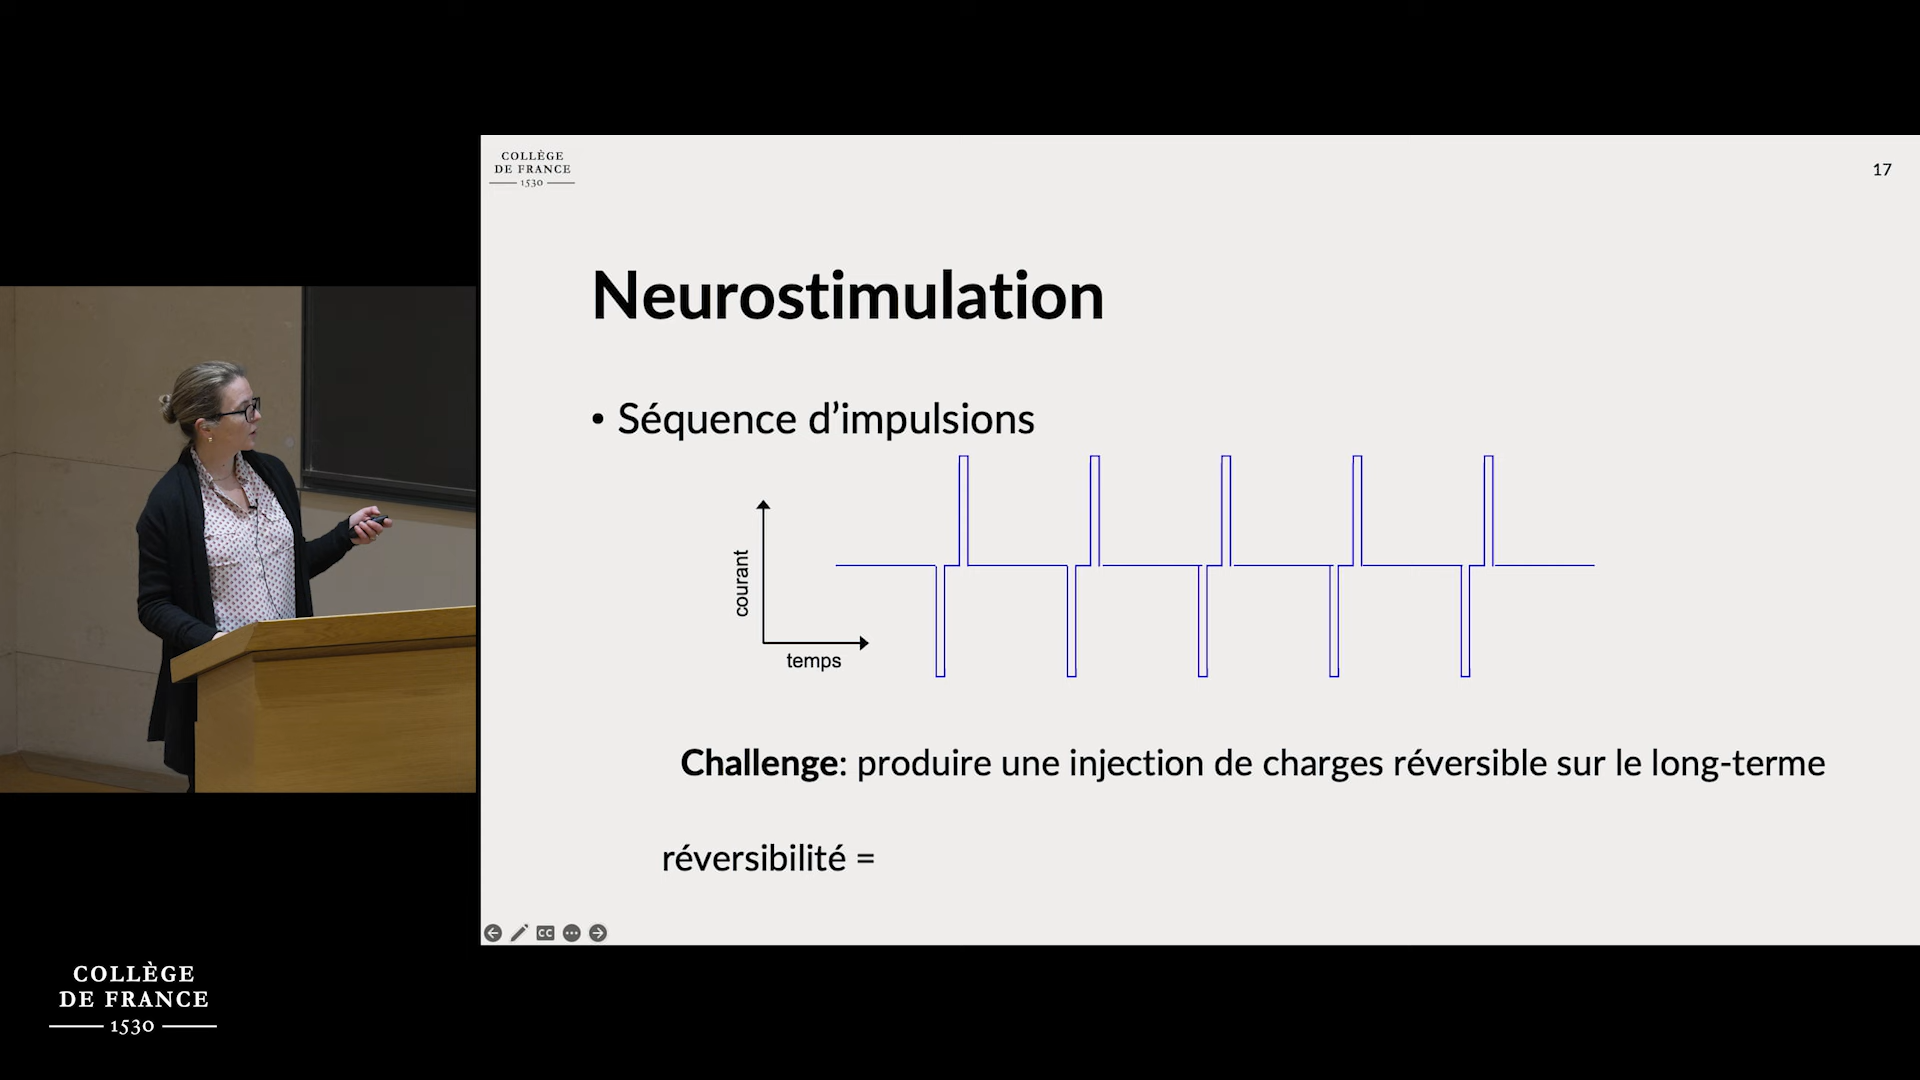 COLLÈGE
DE FRANCE
1530
17
Neurostimulation
• Séquence d’impulsions
courant
temps
Challenge: produire une injection de charges réversible sur le long-terme
réversibilité =
CC
COLLÈGE
DE FRANCE
1530